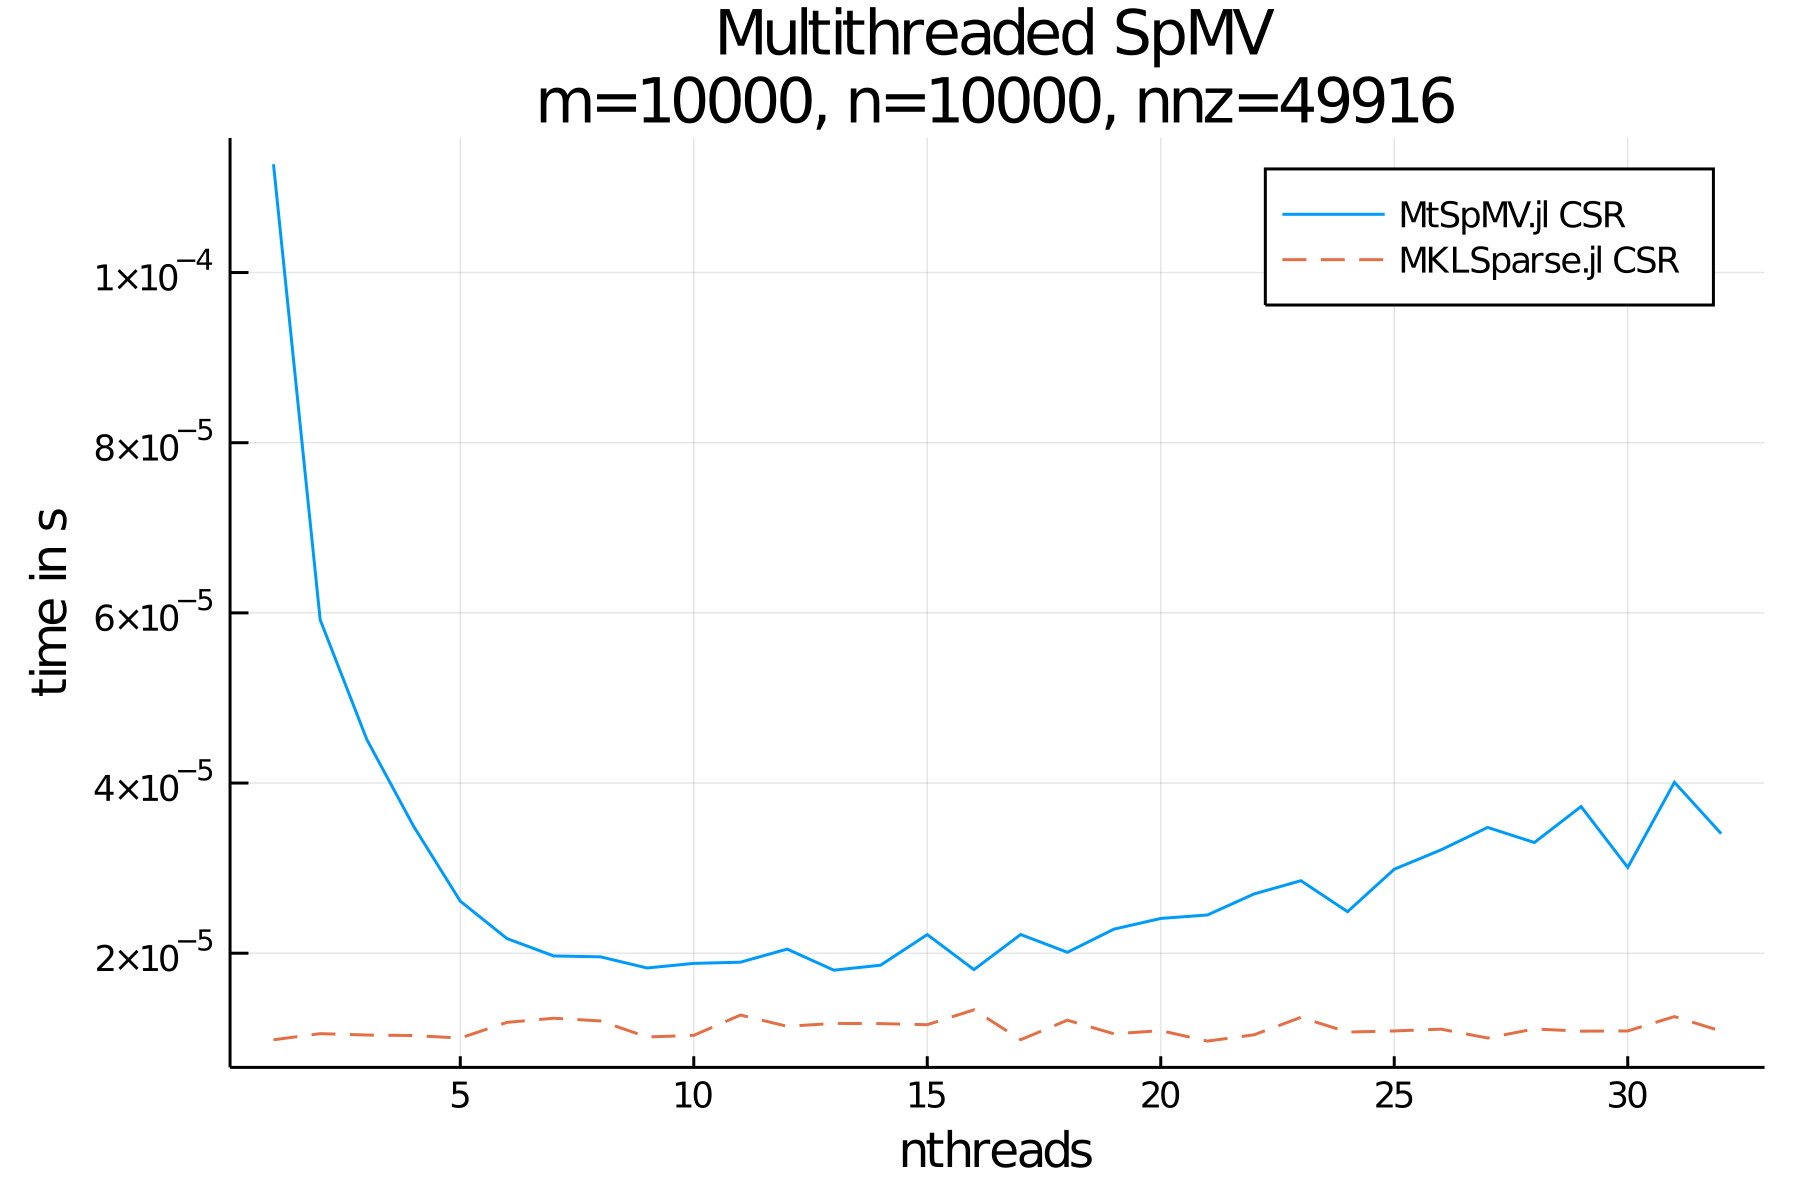 Multithreaded SpMV
m=10000, n=10000, nnz=49916
MtSpMV.jl CSR
MKLSparse.jl CSR
1×10⁻⁴
8×10⁻⁵
6×10⁻⁵
4×10⁻⁵
2×10⁻⁵
time in s
5 10 15 20 25 30
nthreads